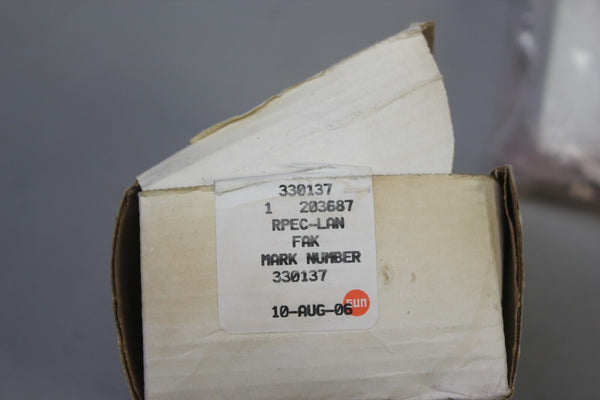 330137
1 203687
RPEC-LAN
FAK
MARK NUMBER
330137
10-AUG-06
sun